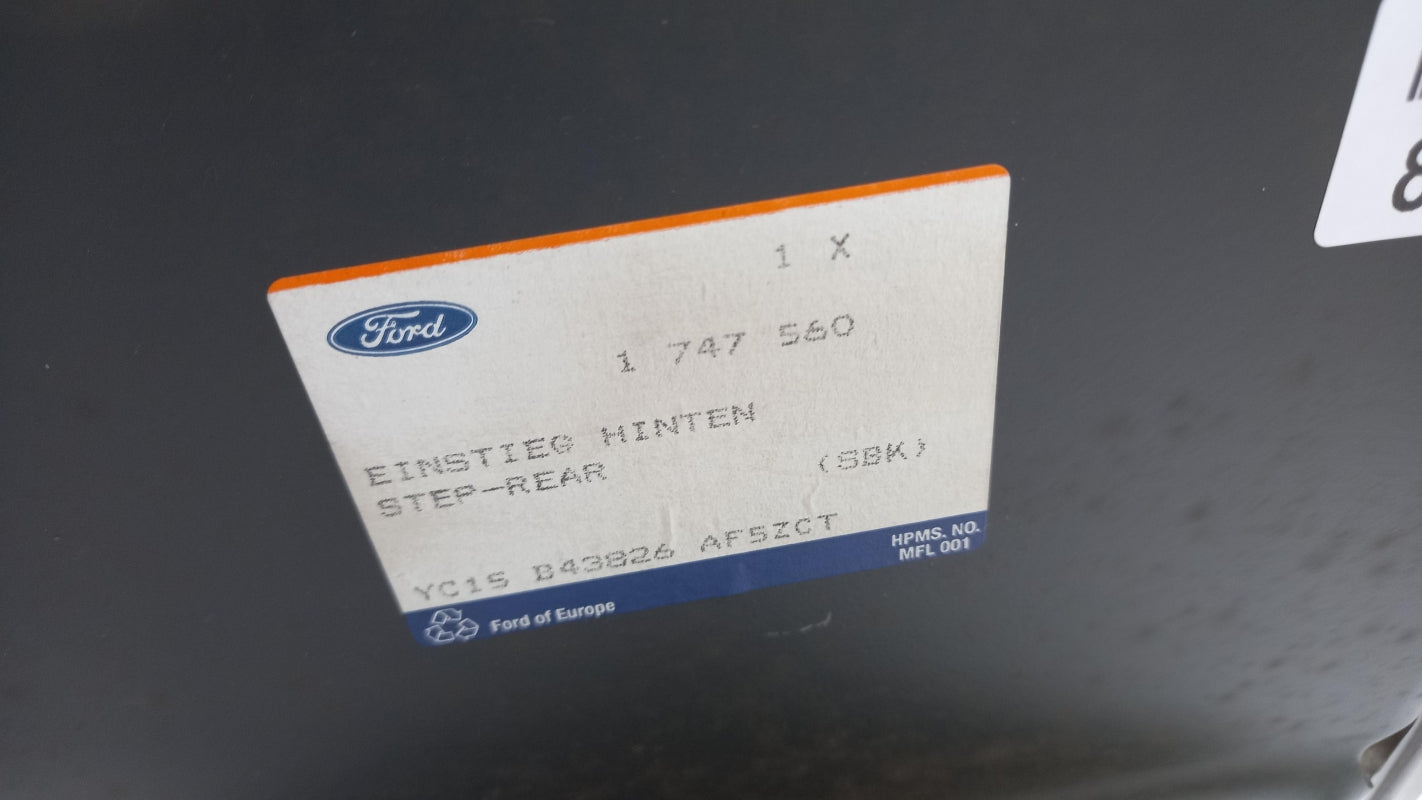 1 X
Ford
1 747 560
EINSTIEG HINTEN
STEP-REAR (SBK)
YC1S B43826 AF5ZCT
HPMS. NO.
MFL 001
Ford of Europe
8